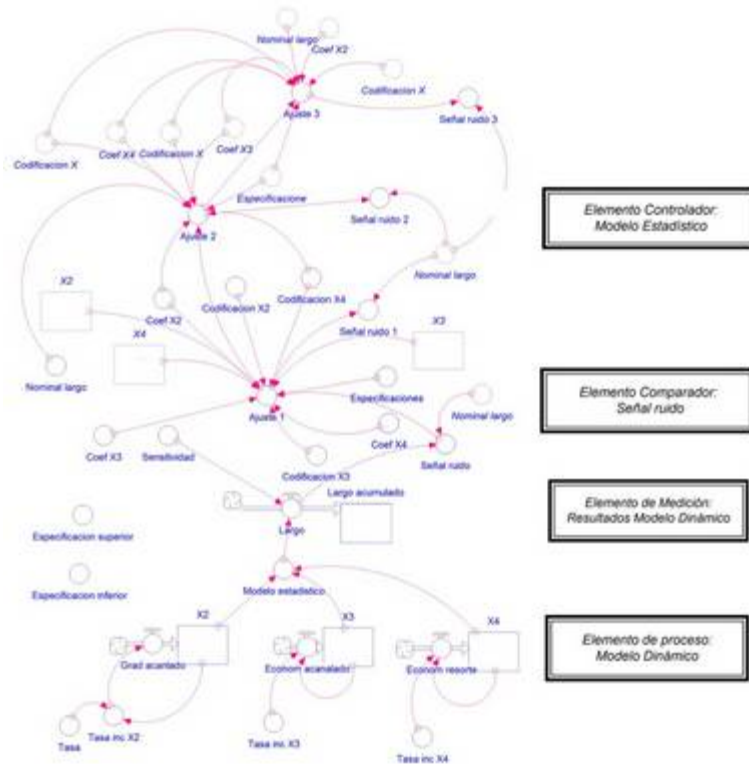 Nominal largo
Coef X2
Codificacion X
Ajuste 3
Señal ruido 3
Codificacion X
Coef X4
Codificacion X
Coef X3
Especificacione
Señal ruido 2
Ajuste 2
Elemento Controlador:
Modelo Estadístico
Nominal largo
X2
Codificacion X2
Codificacion X4
Coef X2
Señal ruido 1
X3
X4
Nominal largo
Especificaciones
Elemento Comparador:
Señal ruido
Nominal largo
Ajuste 1
Coef X3
Sensitividad
Coef X4
Señal ruido
Codificacion X3
Largo acumulado
Elemento de Medición:
Resultados Modelo Dinámico
Especificacion superior
Largo
Especificacion inferior
Modelo estadistico
X2
X3
X4
Grad acanlado
Econom acanalado
Econom resorte
Elemento de proceso:
Modelo Dinámico
Tasa
Tasa inc X2
Tasa inc X3
Tasa inc X4